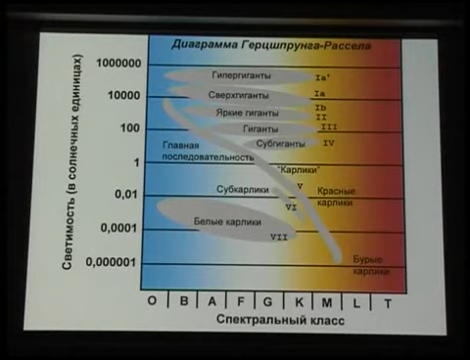 Диаграмма Герцшпрунга-Рассела
Светимость (в солнечных единицах)
1000000
10000
100
1
0,01
0,0001
0,000001
Гипергиганты
Ia'
Сверхгиганты
Ia
Ib
Яркие гиганты
II
Гиганты
III
Субгиганты
IV
Главная
последовательность
"Карлики"
V
Субкарлики
VI
Красные
карлики
Белые карлики
VII
Бурые
карлики
O B A F G K M L T
Спектральный класс